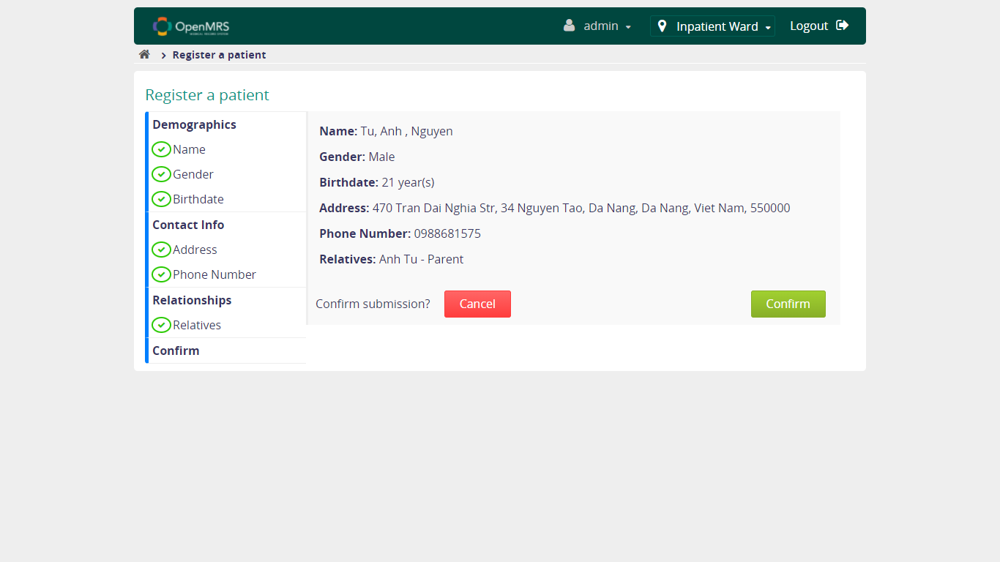 OpenMRS
admin
Inpatient Ward
Logout
Register a patient
Register a patient
Demographics
Name
Gender
Birthdate
Contact Info
Address
Phone Number
Relationships
Relatives
Confirm
Name: Tu, Anh , Nguyen
Gender: Male
Birthdate: 21 year(s)
Address: 470 Tran Dai Nghia Str, 34 Nguyen Tao, Da Nang, Da Nang, Viet Nam, 550000
Phone Number: 0988681575
Relatives: Anh Tu - Parent
Confirm submission?
Cancel
Confirm